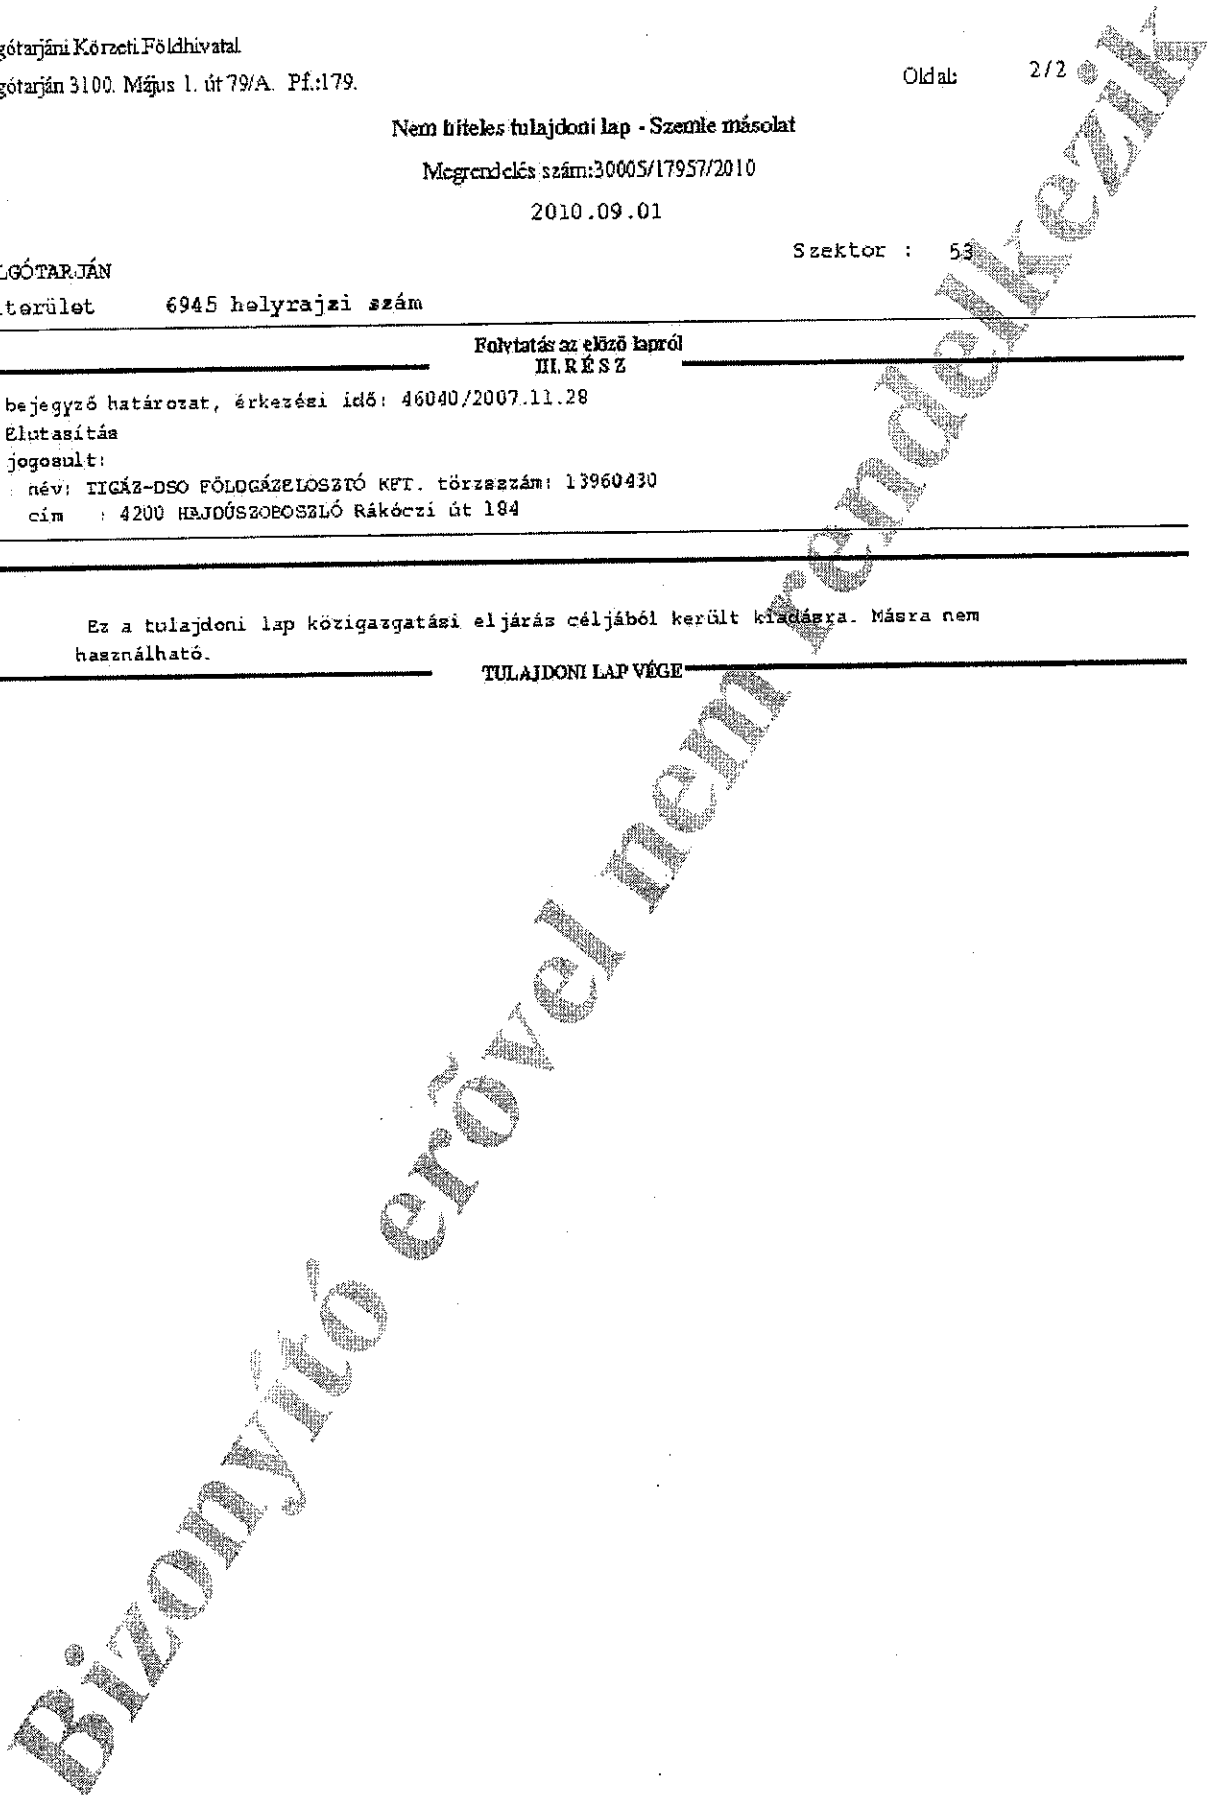 gótarjáni Körzeti Földhivatal
gótarján 3100. Május 1. út 79/A. Pf.:179.
Oldal: 2/2
Nem hiteles tulajdoni lap - Szemle másolat
Megrendelés szám:30005/17957/2010
2010.09.01
Szektor : 53
LGÓTARJÁN
terület 6945 helyrajzi szám
Folytatás az előző lapról
III.RÉSZ
bejegyző határozat, érkezési idő: 46040/2007.11.28
Elutasítás
jogosult:
név: TIGÁZ-DSO FÖLDGÁZELOSZTÓ KFT. törzsszám: 13960430
cím : 4200 HAJDÚSZOBOSZLÓ Rákóczi út 184
Ez a tulajdoni lap közigazgatási eljárás céljából került kiadásra. Másra nem
használható.
TULAJDONI LAP VÉGE
Bizonyító erővel nem rendelkezik